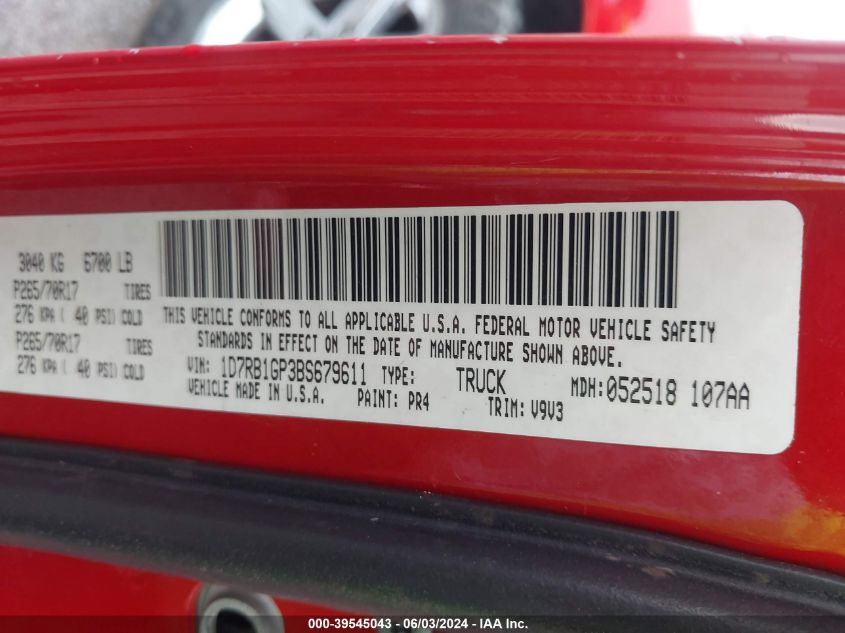 3040 KG 6700 LB
P265/70R17 TIRES
276 KPA ( 40 PSI) COLD
P265/70R17 TIRES
276 KPA ( 40 PSI) COLD
THIS VEHICLE CONFORMS TO ALL APPLICABLE U.S.A. FEDERAL MOTOR VEHICLE SAFETY
STANDARDS IN EFFECT ON THE DATE OF MANUFACTURE SHOWN ABOVE.
VIN: 1D7RB1GP3BS679611 TYPE: TRUCK MDH: 052518 107AA
VEHICLE MADE IN U.S.A. PAINT: PR4 TRIM: V9V3
000-39545043 - 06/03/2024 - IAA Inc.